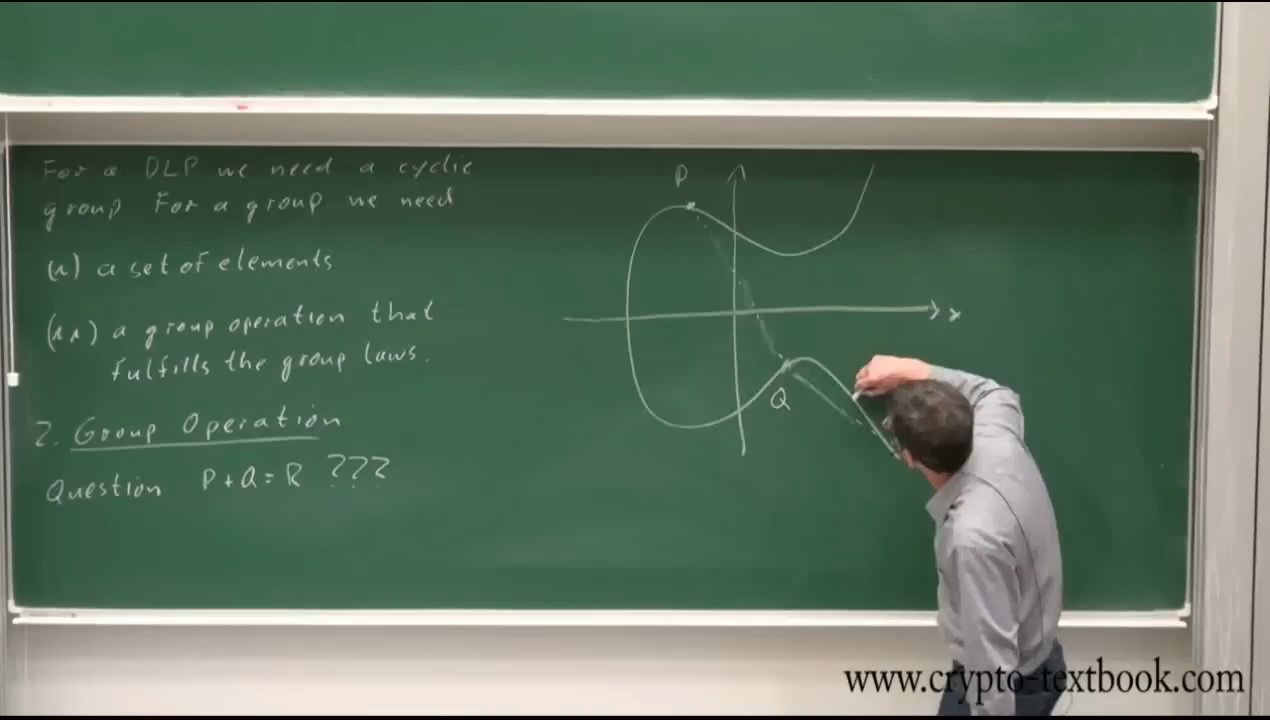 For a DLP we need a cyclic
group For a group we need
(i) a set of elements
(ii) a group operation that
fulfills the group laws.
2. Group Operation
Question P+Q=R ???
P
Q
x
www.crypto-textbook.com